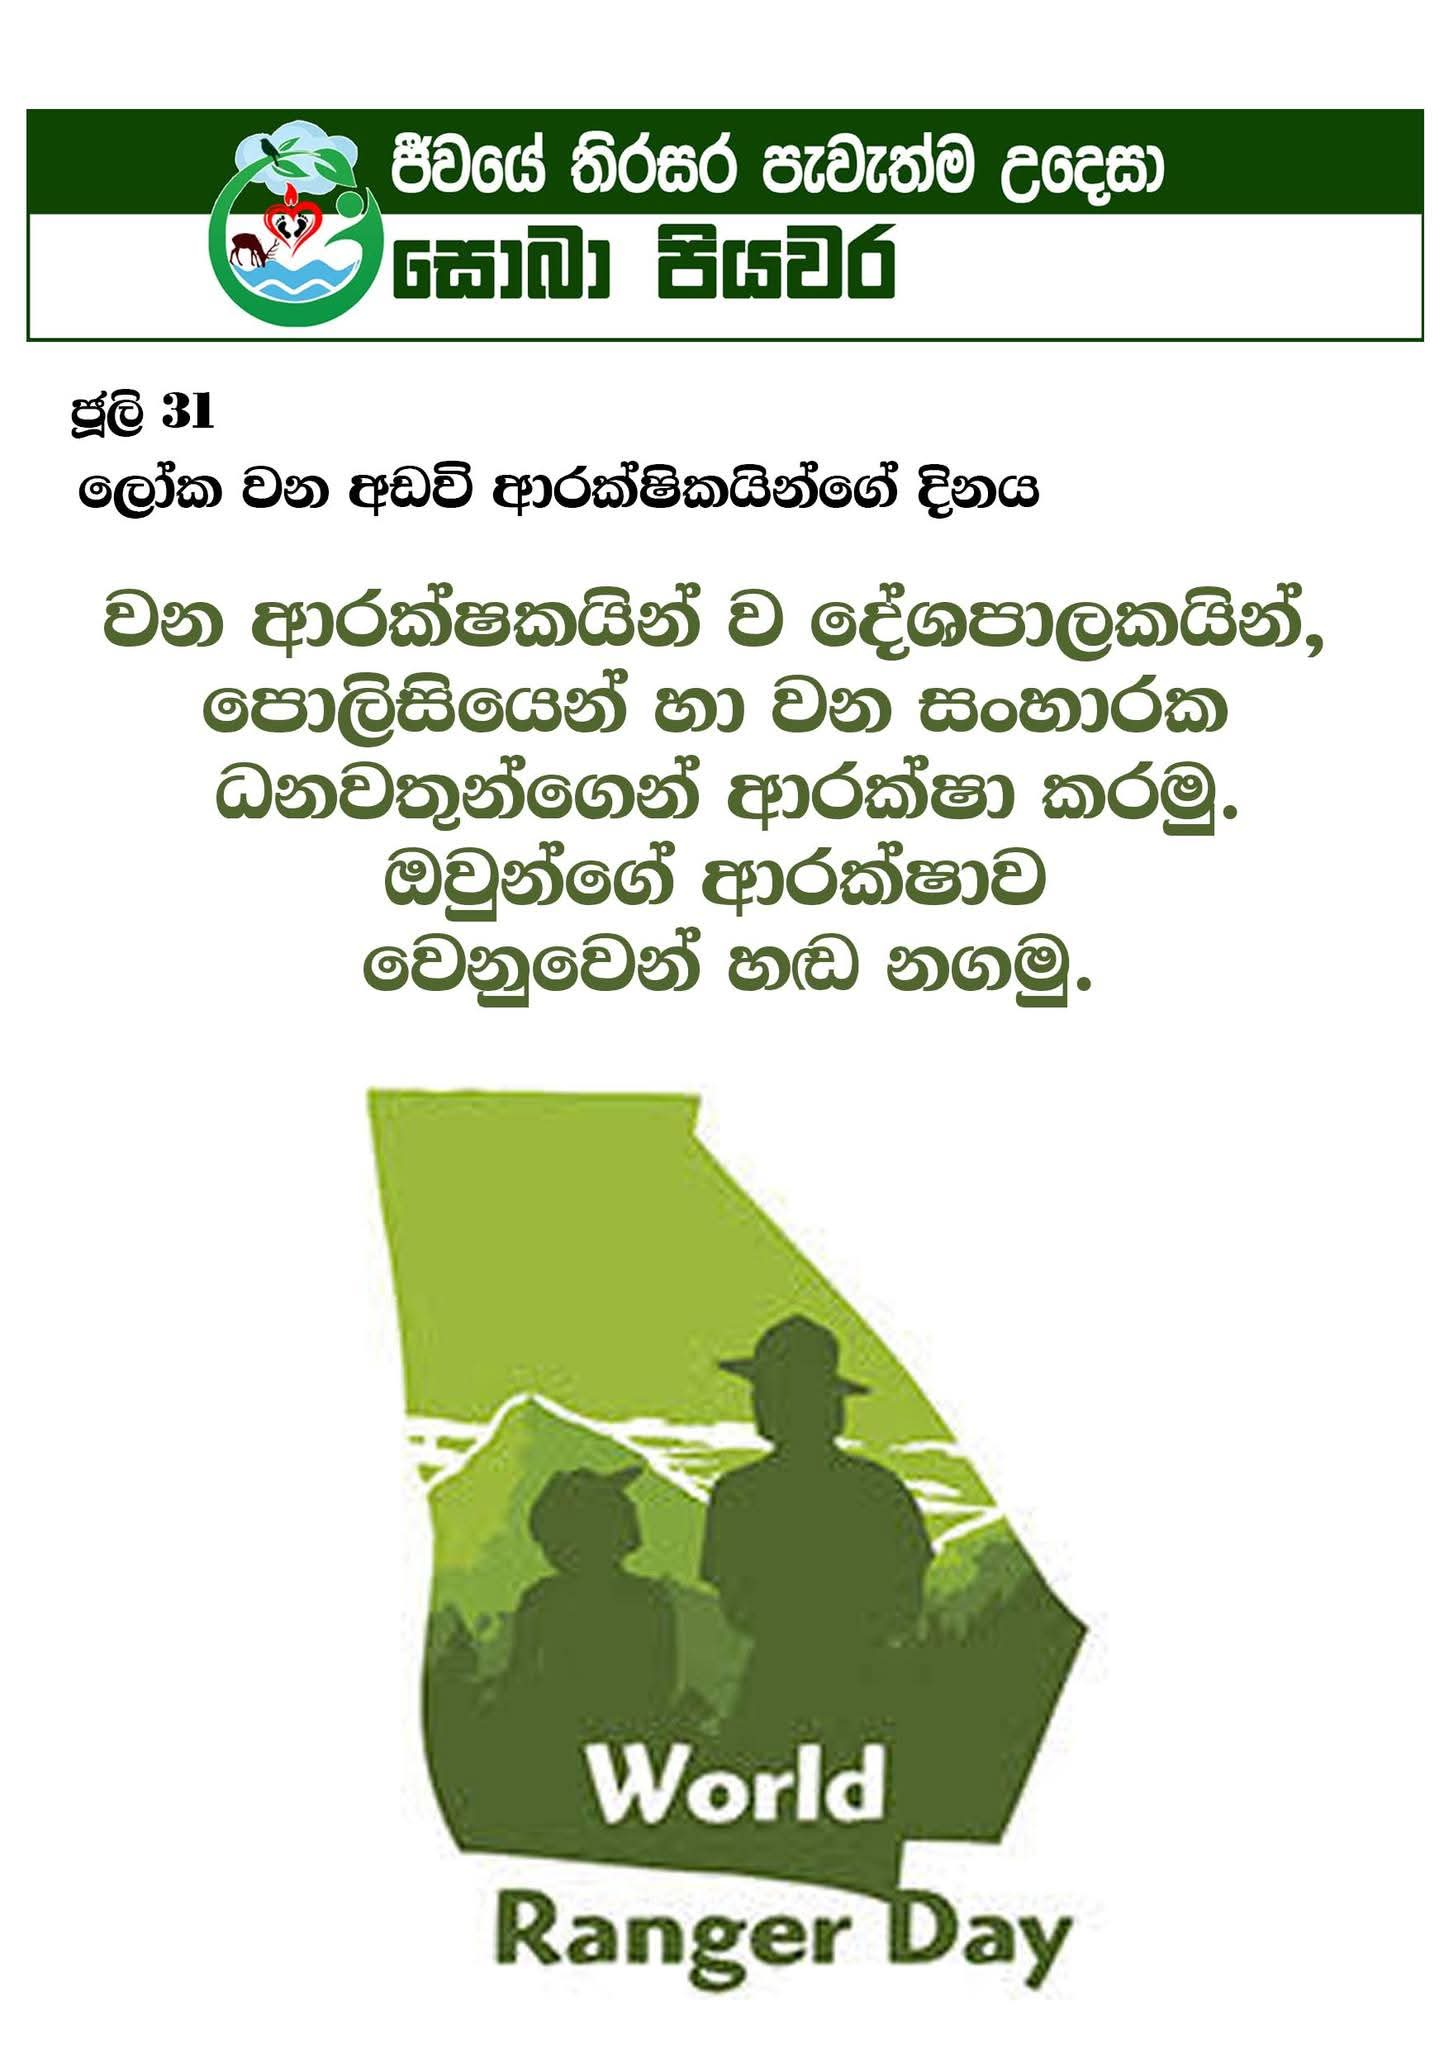 ජීවයේ තිරසර පැවැත්ම උදෙසා
සොබා පියවර
ජූලි 31
ලෝක වන අඩවි ආරක්ෂිකයින්ගේ දිනය
වන ආරක්ෂකයින් ව දේශපාලකයින්,
පොලිසියෙන් හා වන සංහාරක
ධනවතුන්ගෙන් ආරක්ෂා කරමු.
ඔවුන්ගේ ආරක්ෂාව
වෙනුවෙන් හඬ නගමු.
World
Ranger Day